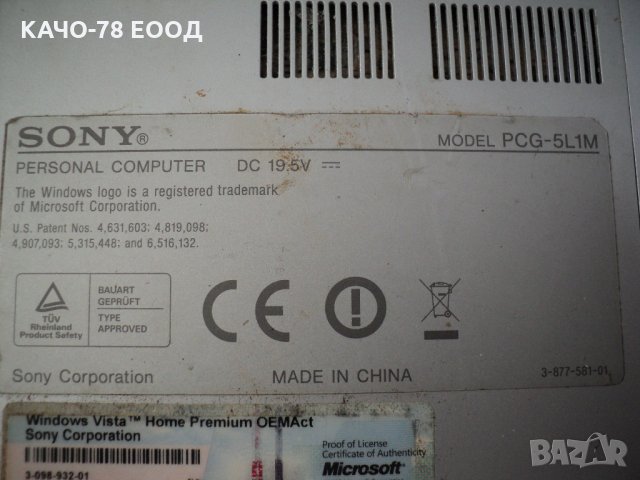 КАЧО-78 ЕООД
SONY®
MODEL PCG-5L1M
PERSONAL COMPUTER DC 19.5V
The Windows logo is a registered trademark
of Microsoft Corporation.
U.S. Patent Nos. 4,631,603; 4,819,098;
4,907,093; 5,315,448; and 6,516,132.
TÜV
Rheinland
Product Safety
BAUART
GEPRÜFT
TYPE
APPROVED
CE
Sony Corporation
MADE IN CHINA
3-877-581-01
Windows Vista™ Home Premium OEMAct
Sony Corporation
Proof of License
Certificate of Authenticity
3-098-932-01
Microsoft
BAZAR